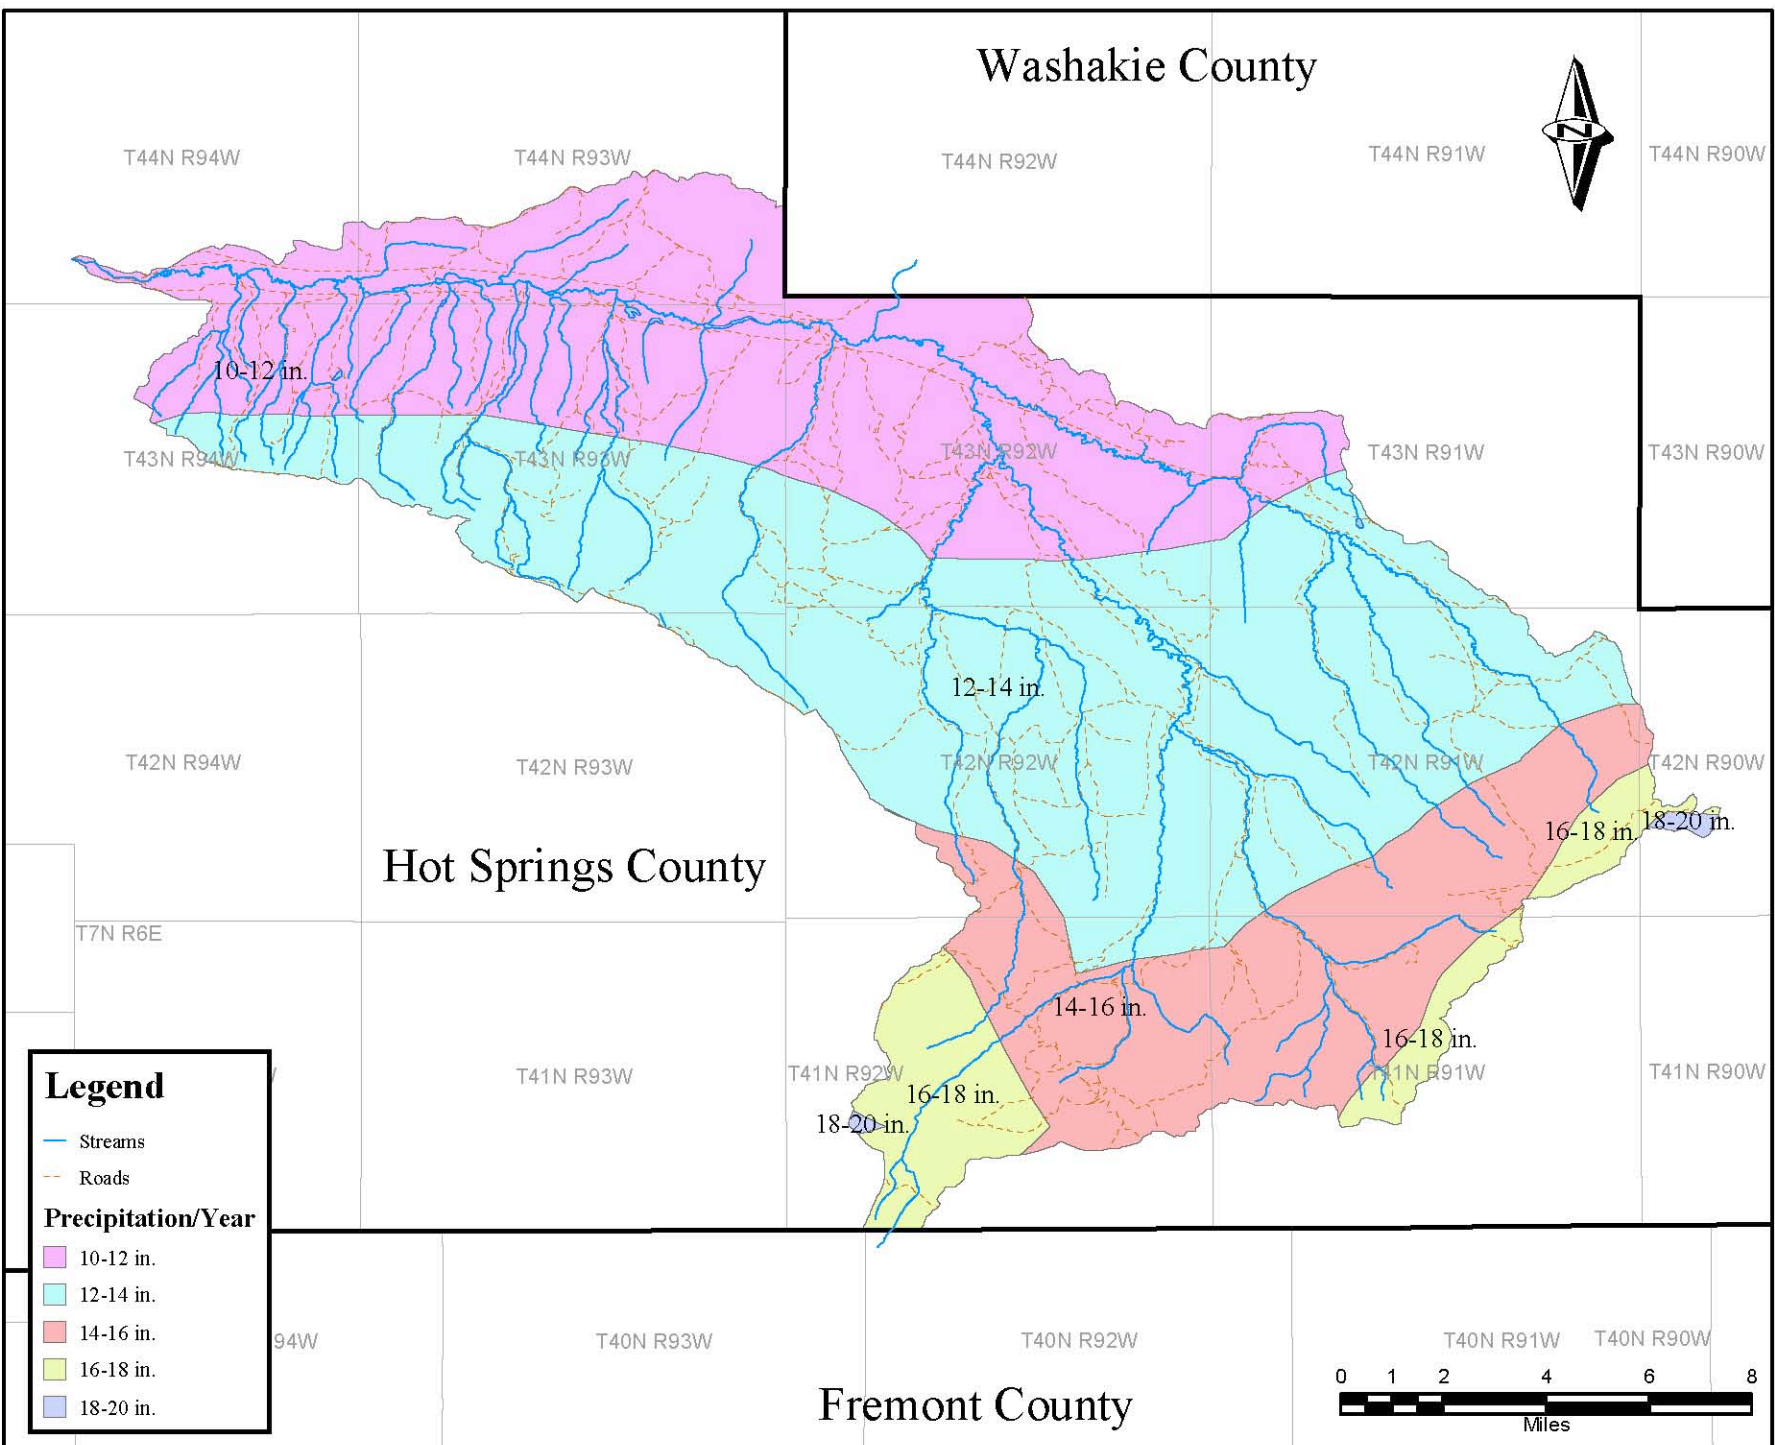 Washakie County
N
T44N R94W
T44N R93W
T44N R92W
T44N R91W
T44N R90W
10-12 in.
T43N R94W
T43N R93W
T43N R92W
T43N R91W
T43N R90W
12-14 in.
T42N R94W
T42N R93W
T42N R92W
T42N R91W
T42N R90W
16-18 in.
18-20 in.
Hot Springs County
T7N R6E
14-16 in.
16-18 in.
T41N R93W
T41N R92W
T41N R91W
T41N R90W
16-18 in.
18-20 in.
Legend
Streams
Roads
Precipitation/Year
10-12 in.
12-14 in.
14-16 in.
16-18 in.
18-20 in.
94W
T40N R93W
T40N R92W
T40N R91W
T40N R90W
Fremont County
0 1 2 4 6 8
Miles